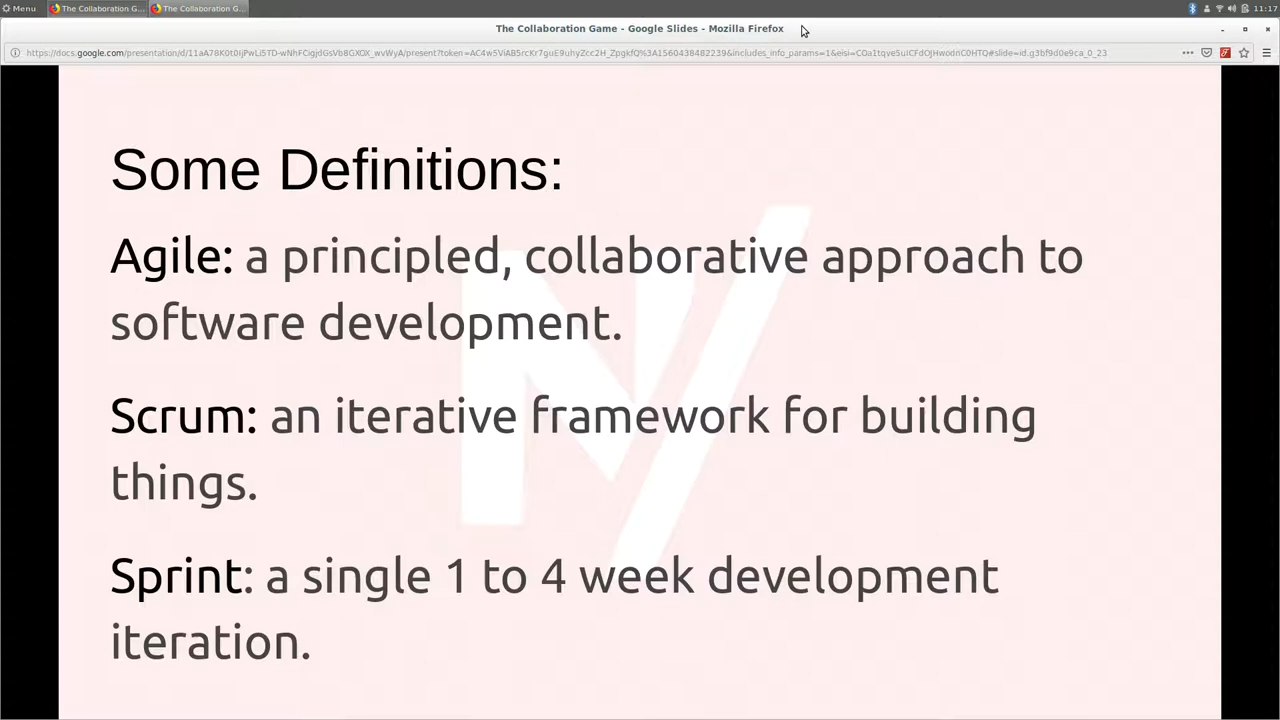 Menu
The Collaboration G...
The Collaboration G...
11:17
The Collaboration Game - Google Slides - Mozilla Firefox
Some Definitions:
Agile: a principled, collaborative approach to
software development.
Scrum: an iterative framework for building
things.
Sprint: a single 1 to 4 week development
iteration.